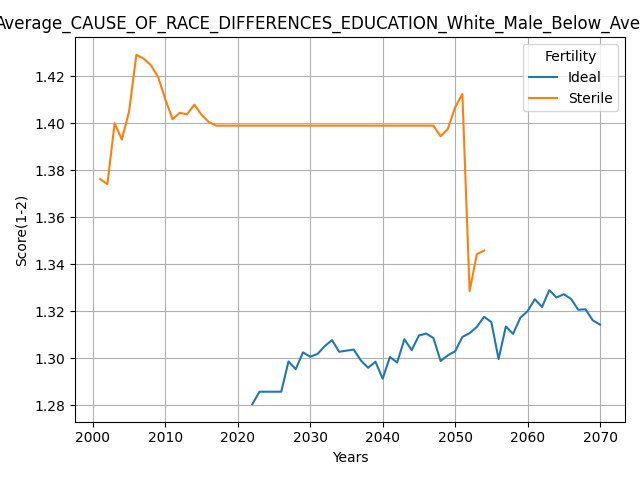 Average_CAUSE_OF_RACE_DIFFERENCES_EDUCATION_White_Male_Below_Ave
Fertility
Ideal
Sterile
Score(1-2)
1.42
1.40
1.38
1.36
1.34
1.32
1.30
1.28
2000 2010 2020 2030 2040 2050 2060 2070
Years